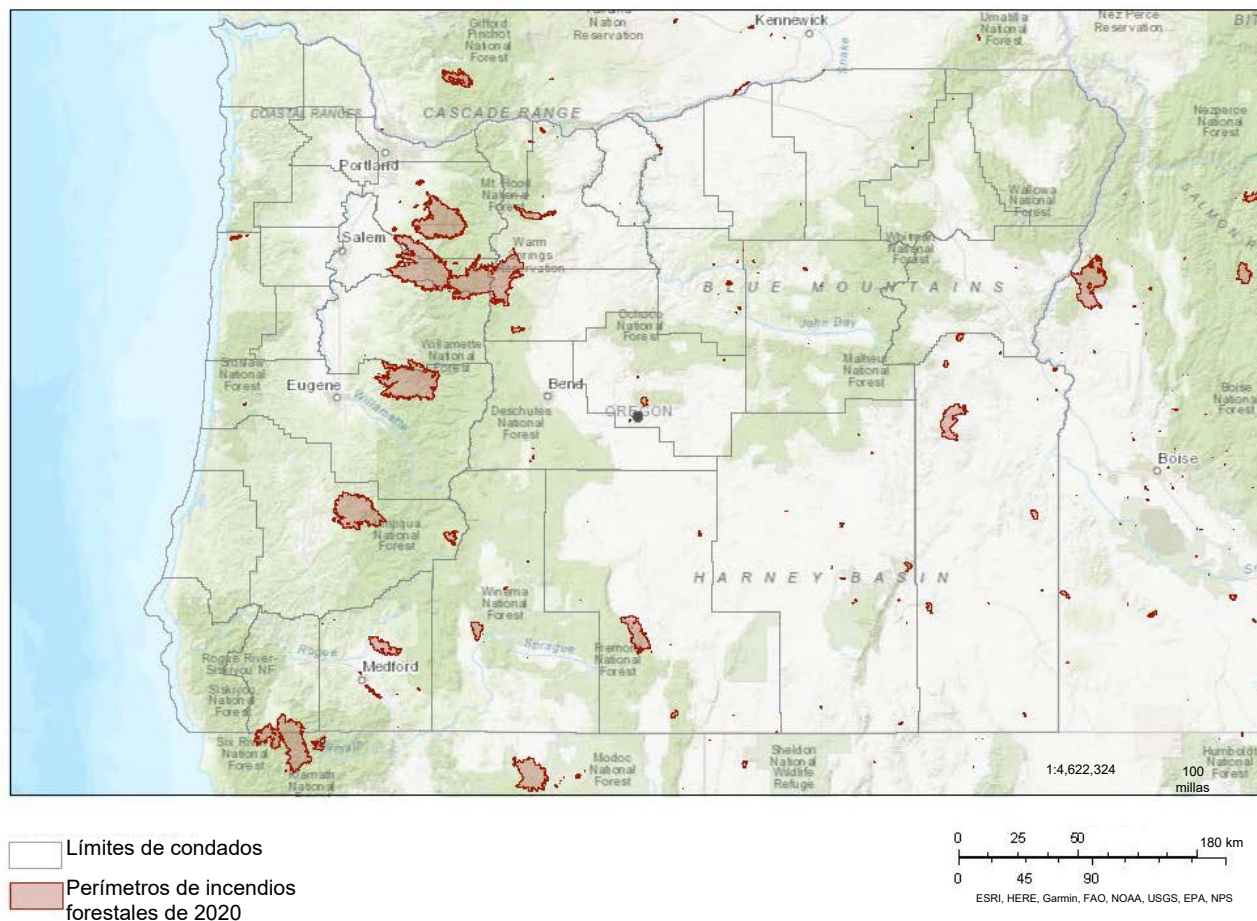 Gifford
Pinchot
National
Forest
Nation
Reservation
Kennewick
Umatilla
National
Forest
Nez Perce
Reservation
Snake
COASTAL RANGES
CASCADE RANGE
Nezperce
National
Forest
Portland
Mt. Hood
National
Forest
Wallowa
National
Forest
SALMON
Salem
Warm
Springs
Reservation
Whitman
National
Forest
BLUE MOUNTAINS
Ochoco
National
Forest
John Day
Willamette
National
Forest
Malheur
National
Forest
Siuslaw
National
Forest
Eugene
Bend
Boise
National
Forest
Willamette
Deschutes
National
Forest
OREGON
Boise
Umpqua
National
Forest
HARNEY BASIN
Winema
National
Forest
Rogue
Sprague
Fremont
National
Forest
Rogue River-
Siskiyou NF
Medford
Siskiyou
National
Forest
Six River
National
Forest
Klamath
National
Modoc
National
Forest
Sheldon
National
Wildlife
Refuge
Humboldt
National
Forest
1:4,622,324
100
millas
Límites de condados
Perímetros de incendios
forestales de 2020
0 25 50 180 km
0 45 90
ESRI, HERE, Garmin, FAO, NOAA, USGS, EPA, NPS